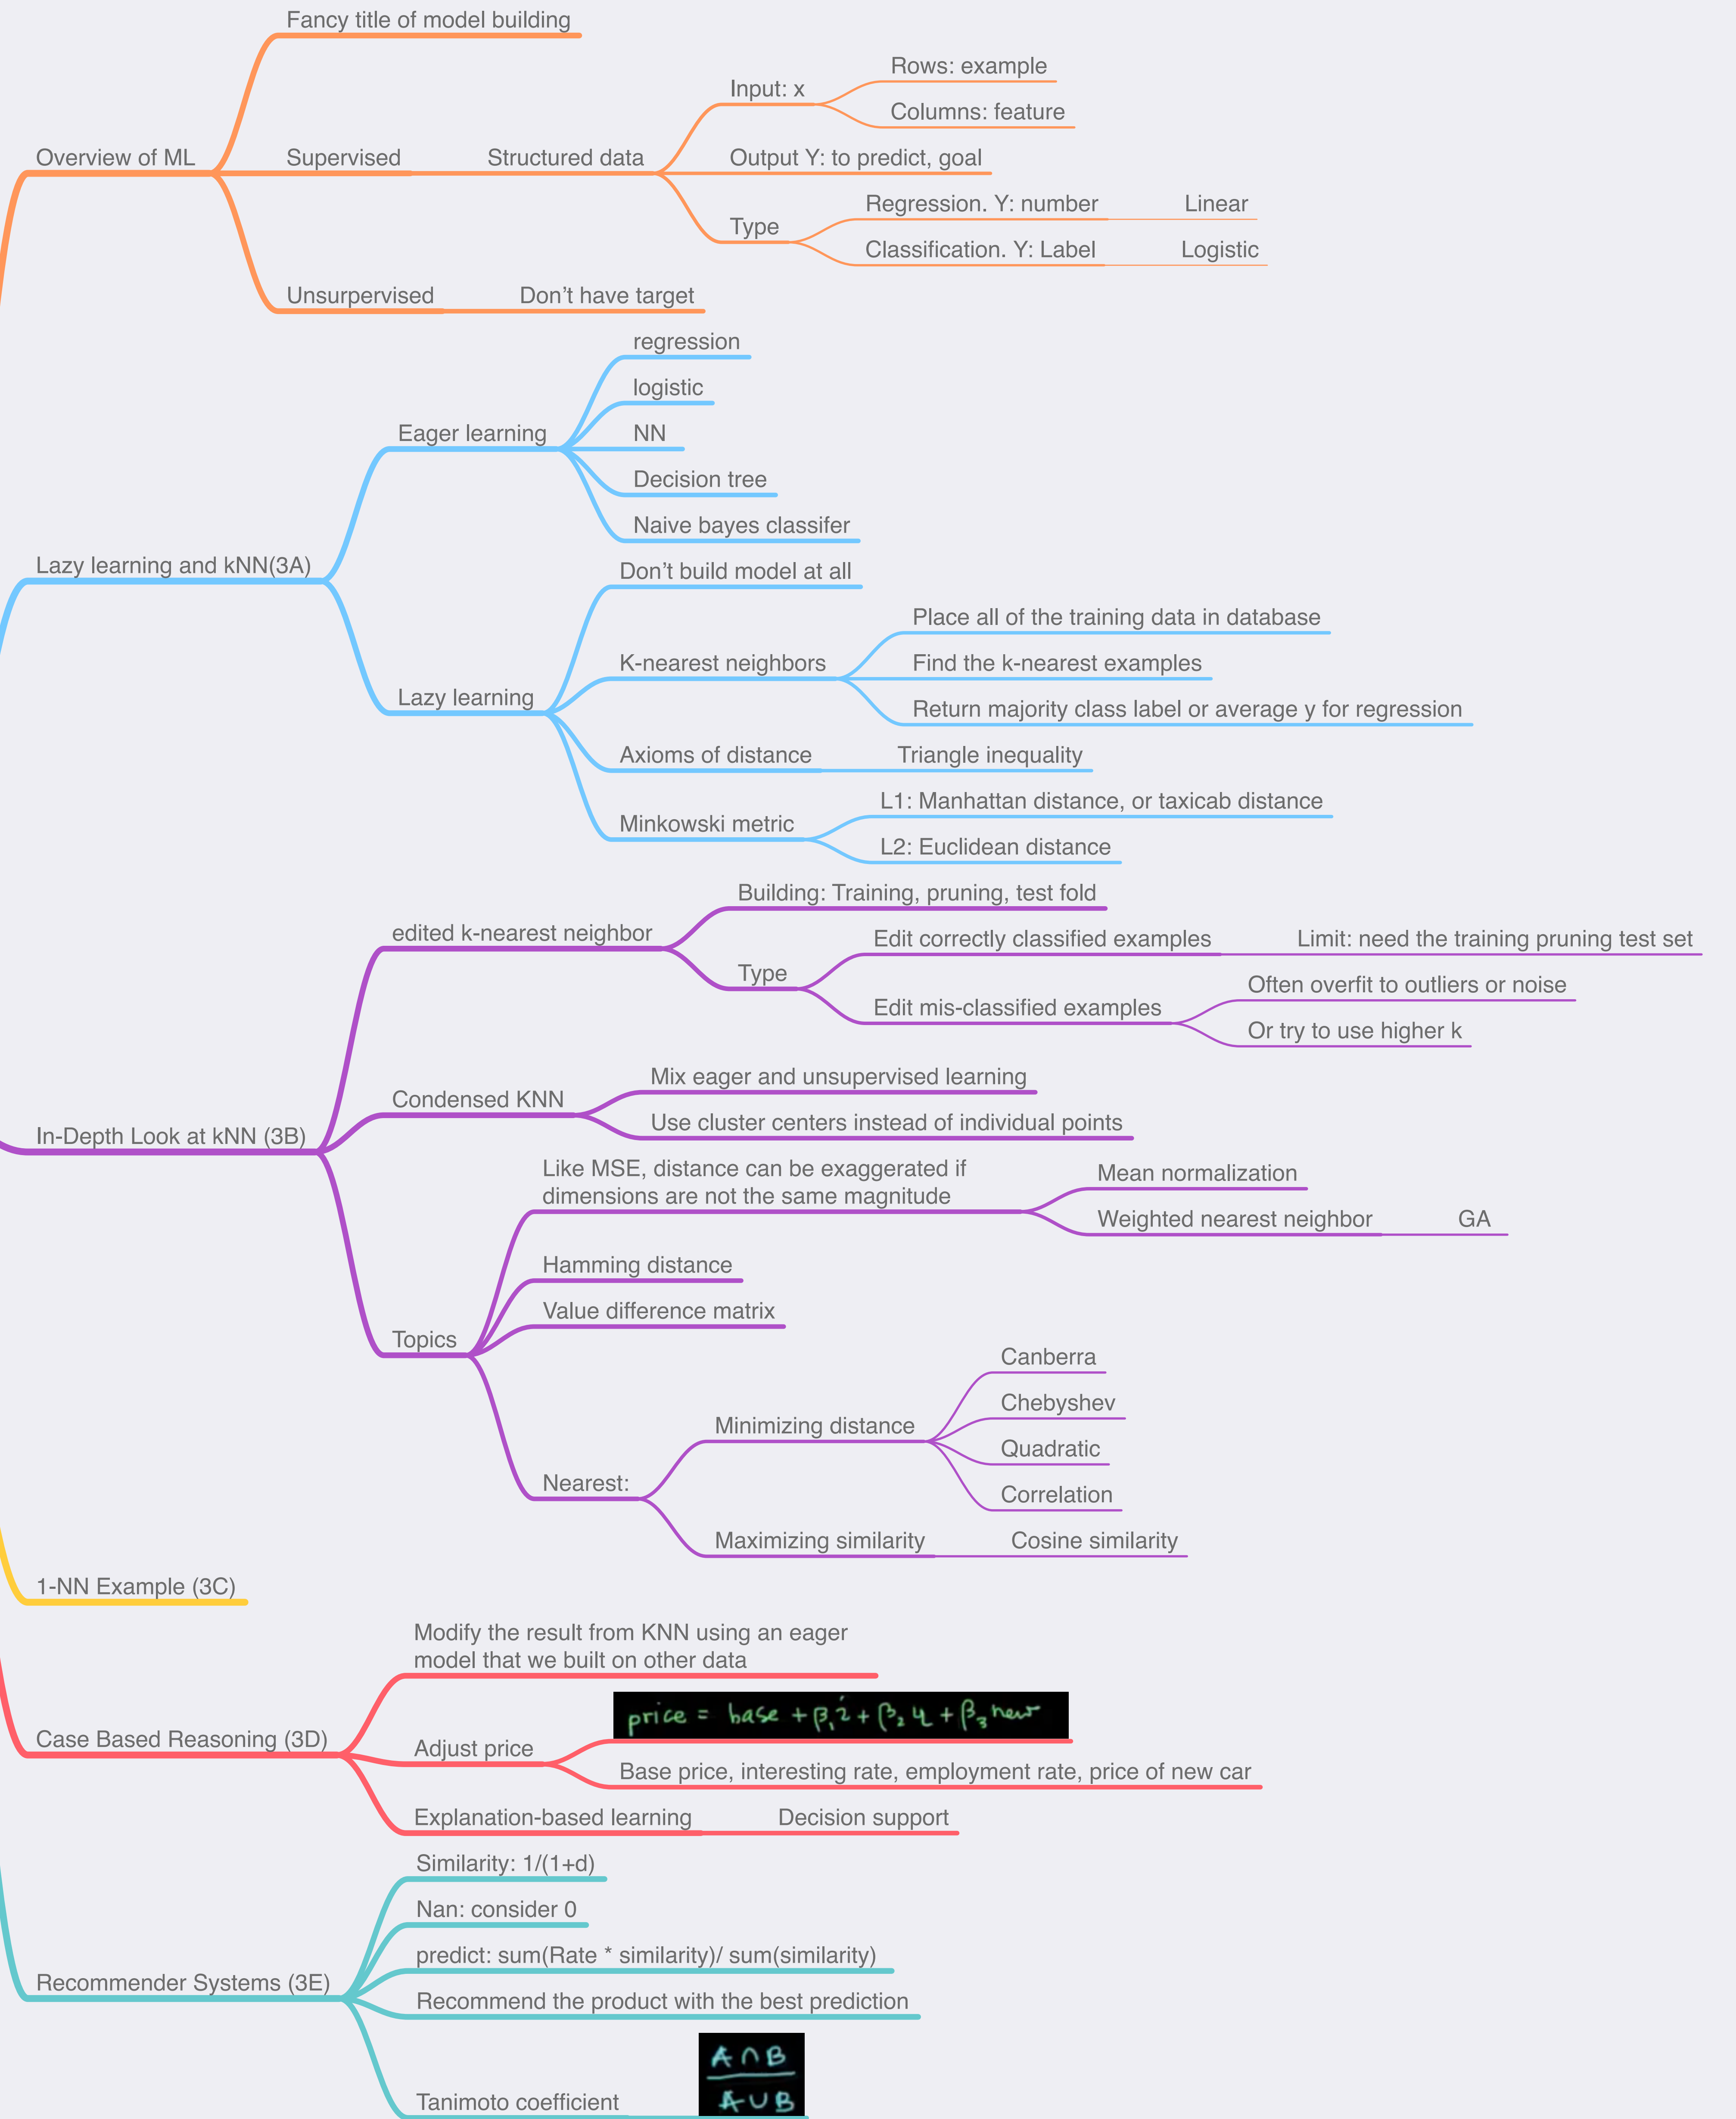 Fancy title of model building
Rows: example
Input: x
Columns: feature
Overview of ML
Supervised
Structured data
Output Y: to predict, goal
Regression. Y: number
Linear
Type
Classification. Y: Label
Logistic
Unsurpervised
Don't have target
regression
logistic
Eager learning
NN
Decision tree
Naive bayes classifer
Lazy learning and kNN(3A)
Don't build model at all
Place all of the training data in database
K-nearest neighbors
Find the k-nearest examples
Lazy learning
Return majority class label or average y for regression
Axioms of distance
Triangle inequality
L1: Manhattan distance, or taxicab distance
Minkowski metric
L2: Euclidean distance
Building: Training, pruning, test fold
edited k-nearest neighbor
Edit correctly classified examples
Limit: need the training pruning test set
Type
Often overfit to outliers or noise
Edit mis-classified examples
Or try to use higher k
Mix eager and unsupervised learning
Condensed KNN
Use cluster centers instead of individual points
In-Depth Look at kNN (3B)
Like MSE, distance can be exaggerated if
dimensions are not the same magnitude
Mean normalization
Weighted nearest neighbor
GA
Hamming distance
Value difference matrix
Topics
Canberra
Chebyshev
Minimizing distance
Quadratic
Nearest:
Correlation
Maximizing similarity
Cosine similarity
1-NN Example (3C)
Modify the result from KNN using an eager
model that we built on other data
price = base + β₁i + β₂u + β₃new
Case Based Reasoning (3D)
Adjust price
Base price, interesting rate, employment rate, price of new car
Explanation-based learning
Decision support
Similarity: 1/(1+d)
Nan: consider 0
predict: sum(Rate * similarity)/ sum(similarity)
Recommender Systems (3E)
Recommend the product with the best prediction
A∩B
A∪B
Tanimoto coefficient